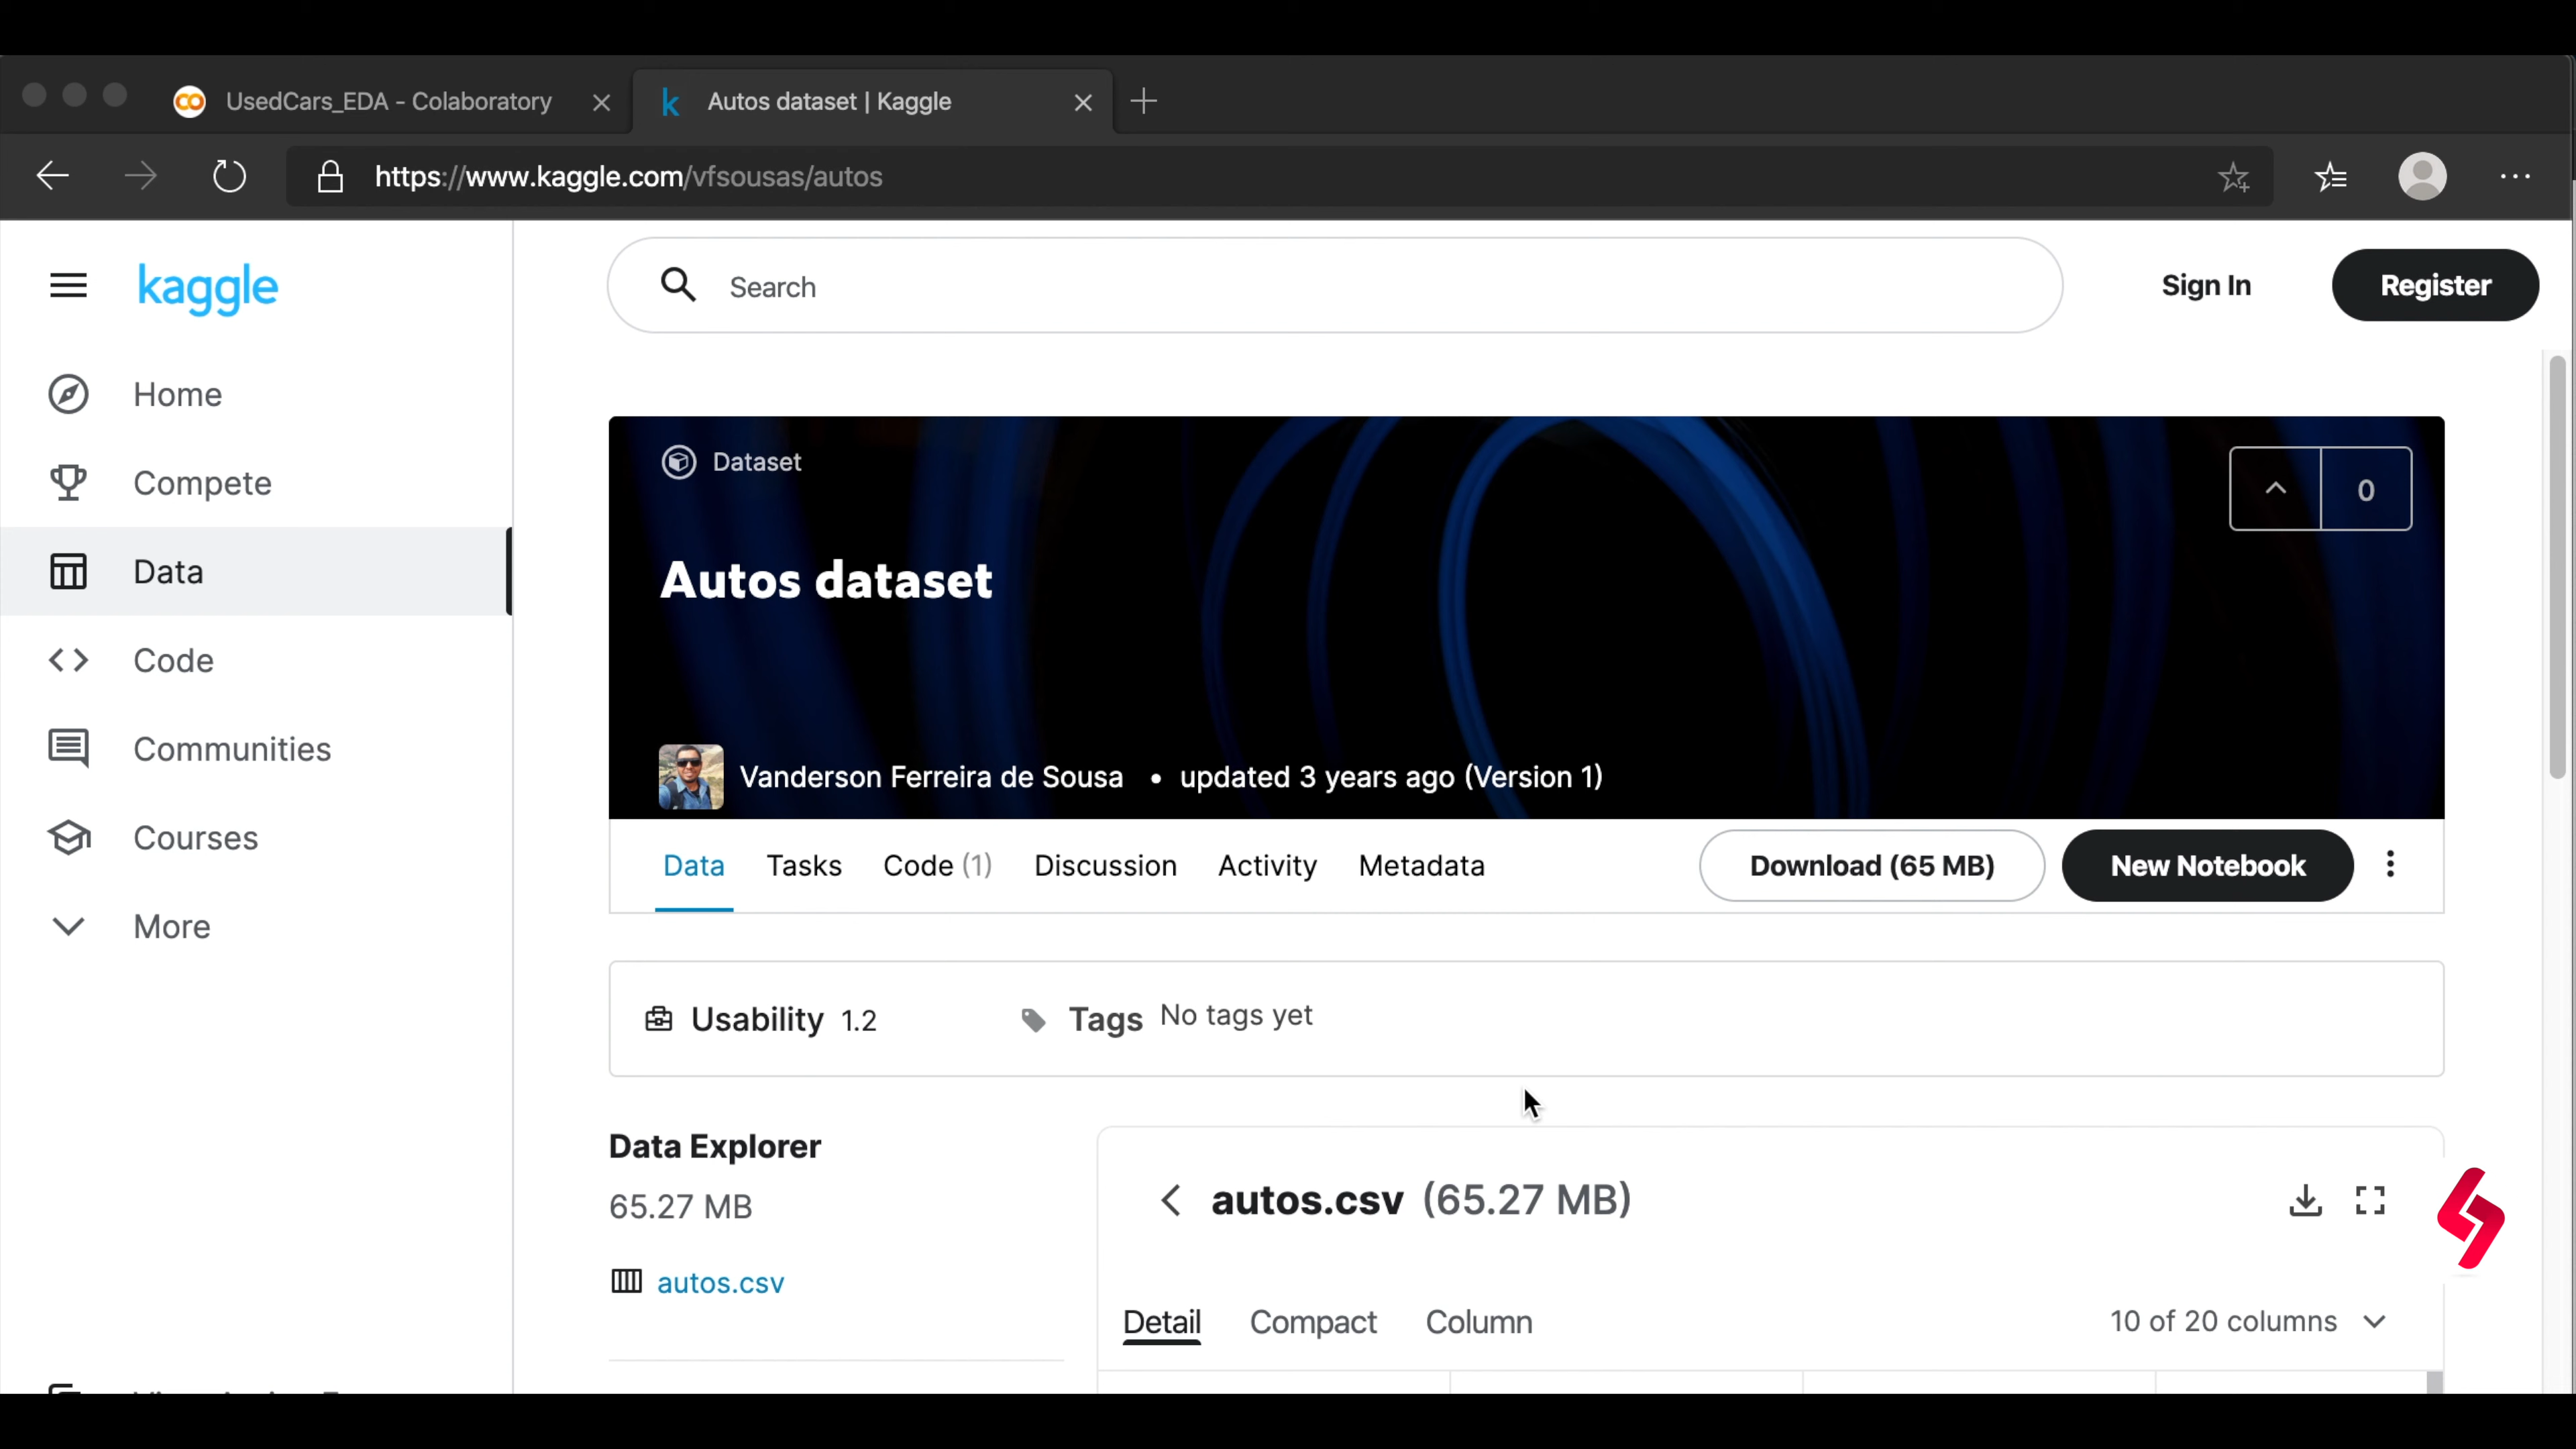 UsedCars_EDA - Colaboratory
Autos dataset | Kaggle
https://www.kaggle.com/vfsousas/autos
kaggle
Search
Sign In
Register
Home
Compete
Data
Code
Communities
Courses
More
Dataset
0
Autos dataset
Vanderson Ferreira de Sousa • updated 3 years ago (Version 1)
Data Tasks Code (1) Discussion Activity Metadata
Download (65 MB)
New Notebook
Usability 1.2
Tags No tags yet
Data Explorer
65.27 MB
autos.csv
autos.csv (65.27 MB)
Detail Compact Column
10 of 20 columns